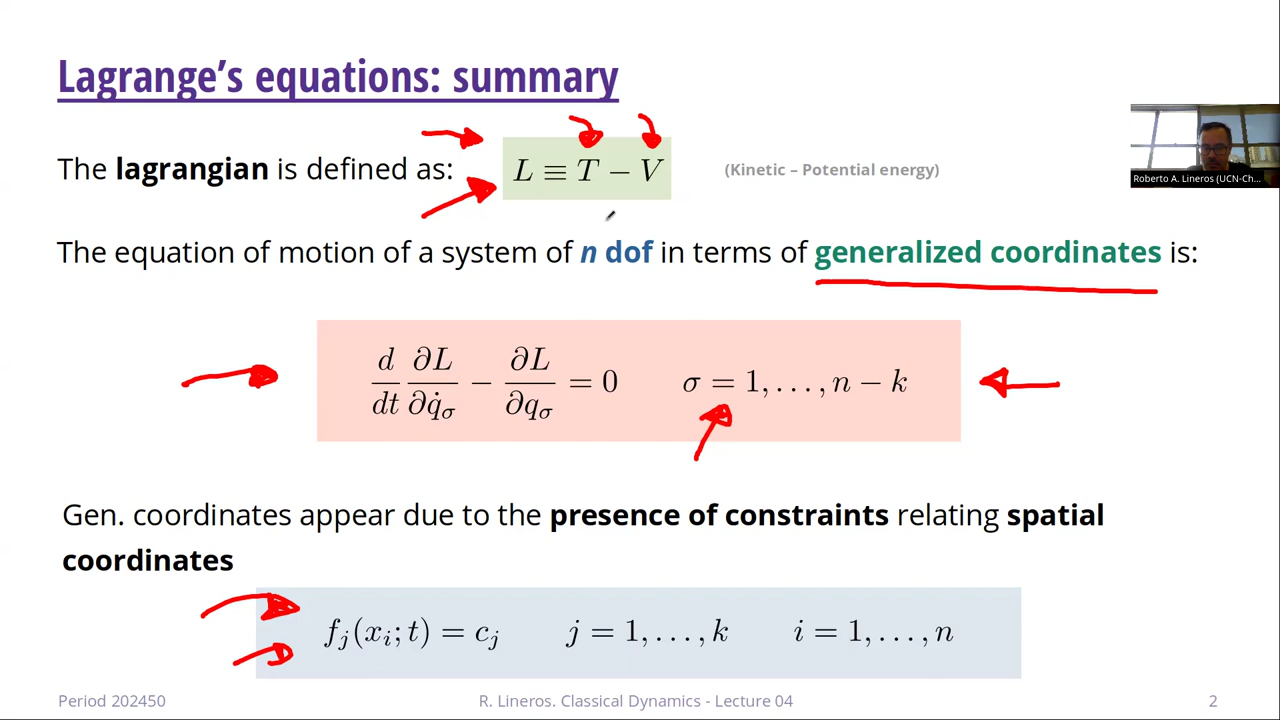 Lagrange's equations: summary
The lagrangian is defined as: L ≡ T − V (Kinetic – Potential energy)
Roberto A. Lineros (UCN-Ch...
The equation of motion of a system of n dof in terms of generalized coordinates is:
d/dt ∂L/∂q̇_σ − ∂L/∂q_σ = 0 σ = 1, . . . , n − k
Gen. coordinates appear due to the presence of constraints relating spatial
coordinates
f_j(x_i; t) = c_j j = 1, . . . , k i = 1, . . . , n
Period 202450 R. Lineros. Classical Dynamics - Lecture 04 2